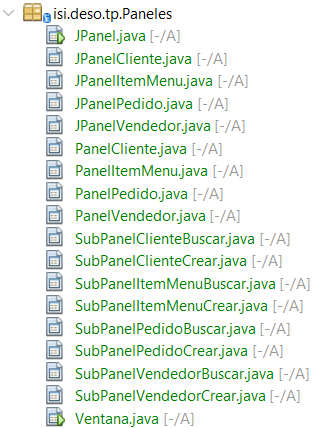 isi.deso.tp.Paneles
JPanel.java [-/A]
JPanelCliente.java [-/A]
JPanelItemMenu.java [-/A]
JPanelPedido.java [-/A]
JPanelVendedor.java [-/A]
PanelCliente.java [-/A]
PanelItemMenu.java [-/A]
PanelPedido.java [-/A]
PanelVendedor.java [-/A]
SubPanelClienteBuscar.java [-/A]
SubPanelClienteCrear.java [-/A]
SubPanelItemMenuBuscar.java [-/A]
SubPanelItemMenuCrear.java [-/A]
SubPanelPedidoBuscar.java [-/A]
SubPanelPedidoCrear.java [-/A]
SubPanelVendedorBuscar.java [-/A]
SubPanelVendedorCrear.java [-/A]
Ventana.java [-/A]